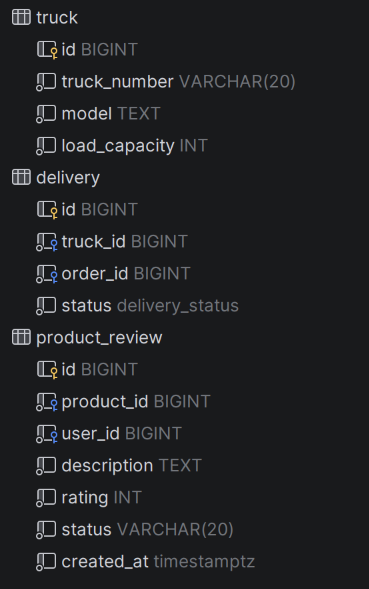 truck
id BIGINT
truck_number VARCHAR(20)
model TEXT
load_capacity INT
delivery
id BIGINT
truck_id BIGINT
order_id BIGINT
status delivery_status
product_review
id BIGINT
product_id BIGINT
user_id BIGINT
description TEXT
rating INT
status VARCHAR(20)
created_at timestamptz